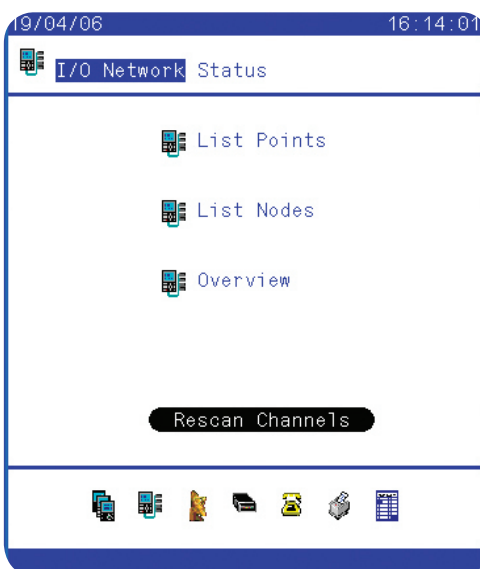 19/04/06 16:14:01
I/O Network Status
List Points
List Nodes
Overview
Rescan Channels